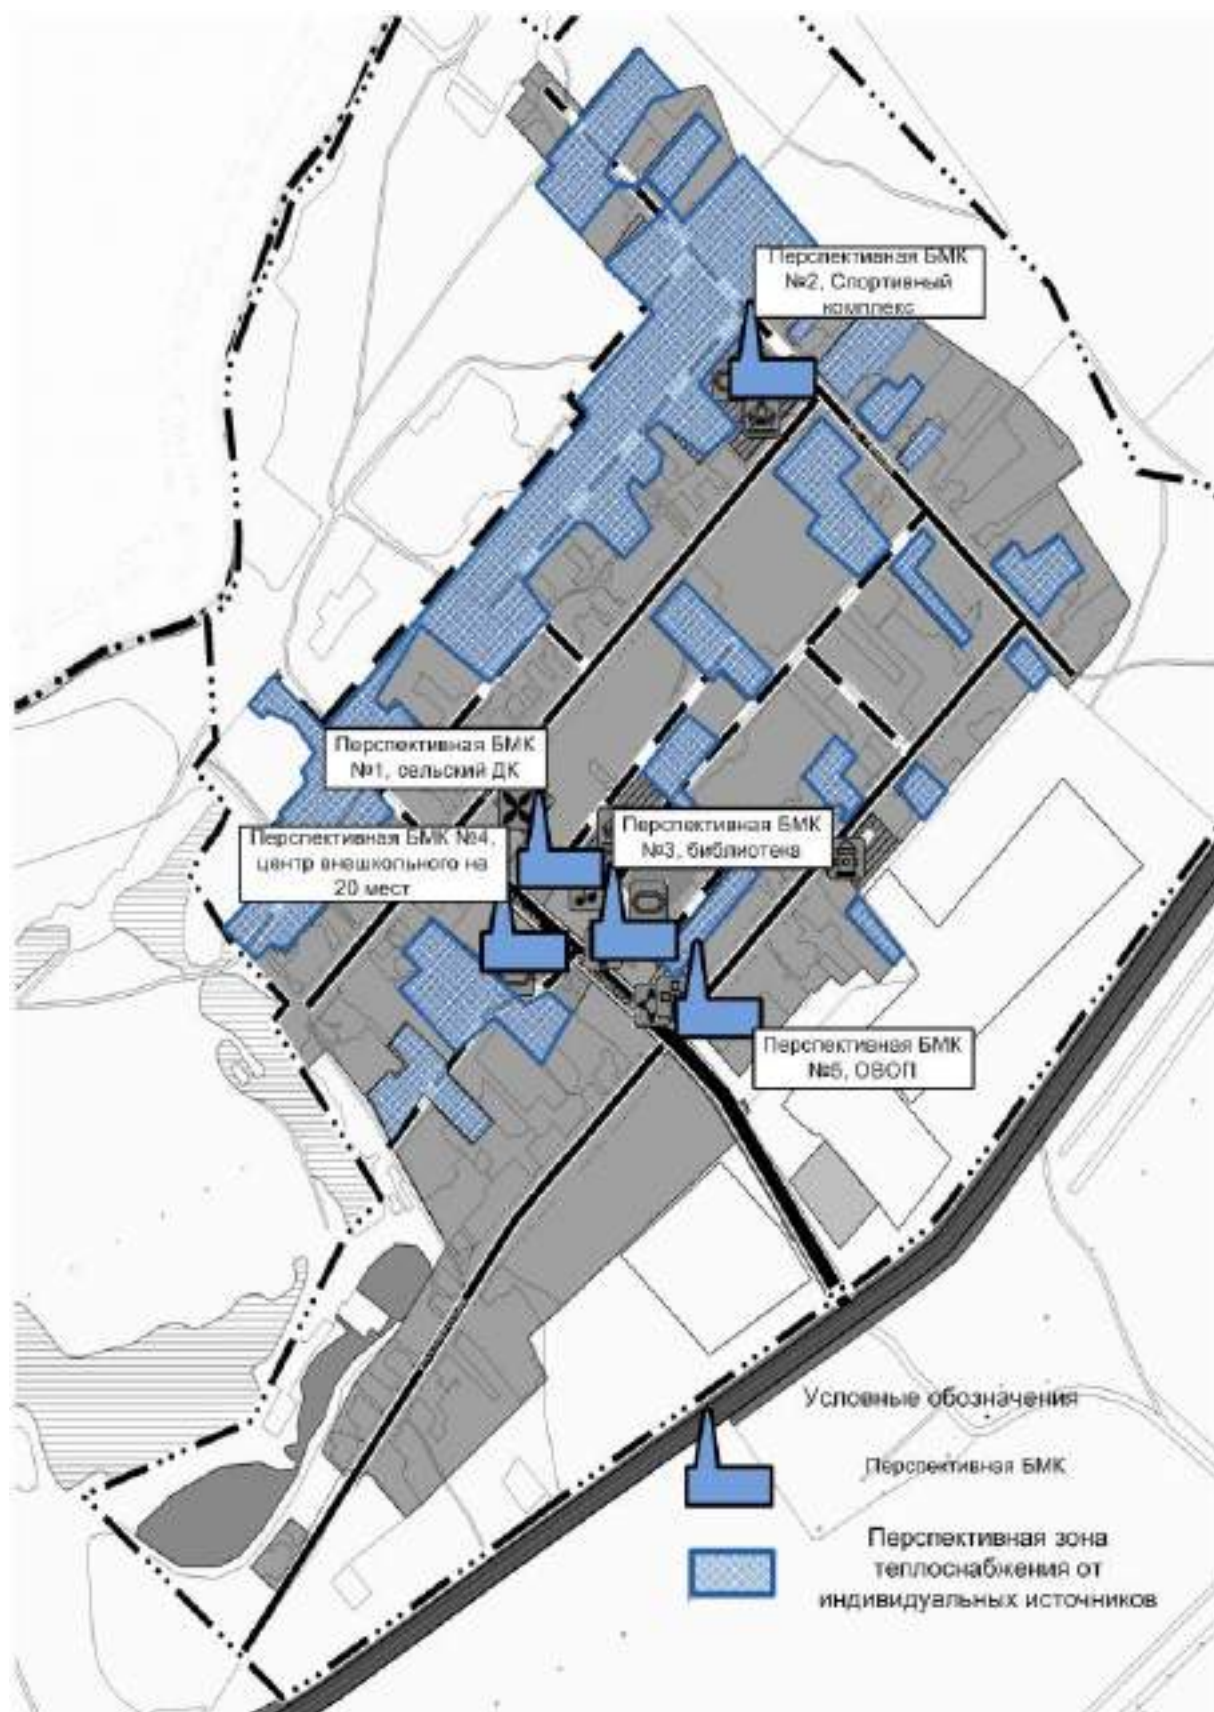 Перспективная БМК
№2, Спортивный
комплекс
Перспективная БМК
№1, сельский ДК
Перспективная БМК №4,
центр внешкольного на
20 мест
Перспективная БМК
№3, библиотека
Перспективная БМК
№5, ОВОП
Условные обозначения
Перспективная БМК
Перспективная зона
теплоснабжения от
индивидуальных источников